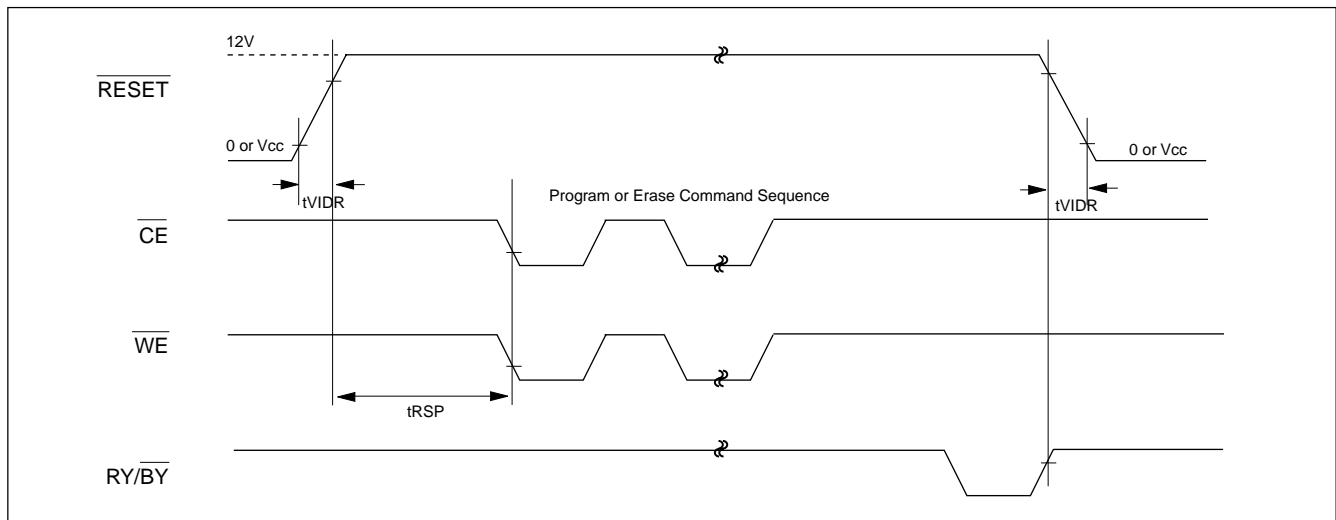 12V
RESET
0 or Vcc
0 or Vcc
tVIDR
Program or Erase Command Sequence
tVIDR
CE
WE
tRSP
RY/BY